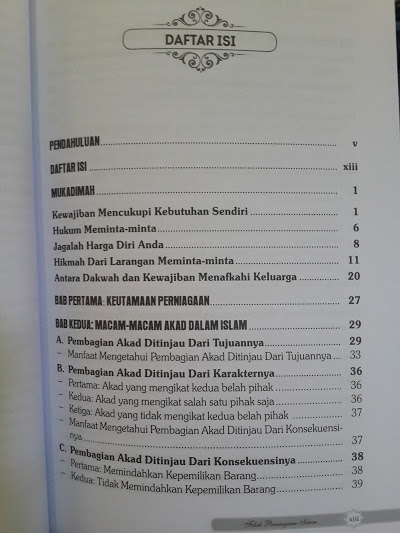 DAFTAR ISI
PENDAHULUAN.......... v
DAFTAR ISI.......... xiii
MUKADIMAH.......... 1
Kewajiban Mencukupi Kebutuhan Sendiri.......... 1
Hukum Meminta-minta.......... 6
Jagalah Harga Diri Anda.......... 8
Hikmah Dari Larangan Meminta-minta.......... 11
Antara Dakwah dan Kewajiban Menafkahi Keluarga.......... 20
BAB PERTAMA: KEUTAMAAN PERNIAGAAN.......... 27
BAB KEDUA: MACAM-MACAM AKAD DALAM ISLAM.......... 29
A. Pembagian Akad Ditinjau Dari Tujuannya.......... 29
– Manfaat Mengetahui Pembagian Akad Ditinjau Dari Tujuannya... 33
B. Pembagian Akad Ditinjau Dari Karakternya.......... 36
– Pertama: Akad yang mengikat kedua belah pihak.......... 36
– Kedua: Akad yang mengikat salah satu pihak saja.......... 36
– Ketiga: Akad yang tidak mengikat kedua belah pihak.......... 37
– Manfaat Mengetahui Pembagian Akad Ditinjau Dari Konsekuensi-
nya.......... 37
C. Pembagian Akad Ditinjau Dari Konsekuensinya.......... 38
– Pertama: Memindahkan Kepemilikan Barang.......... 38
– Kedua: Tidak Memindahkan Kepemilikan Barang.......... 39
Fikih Perniagaan Islam xiii